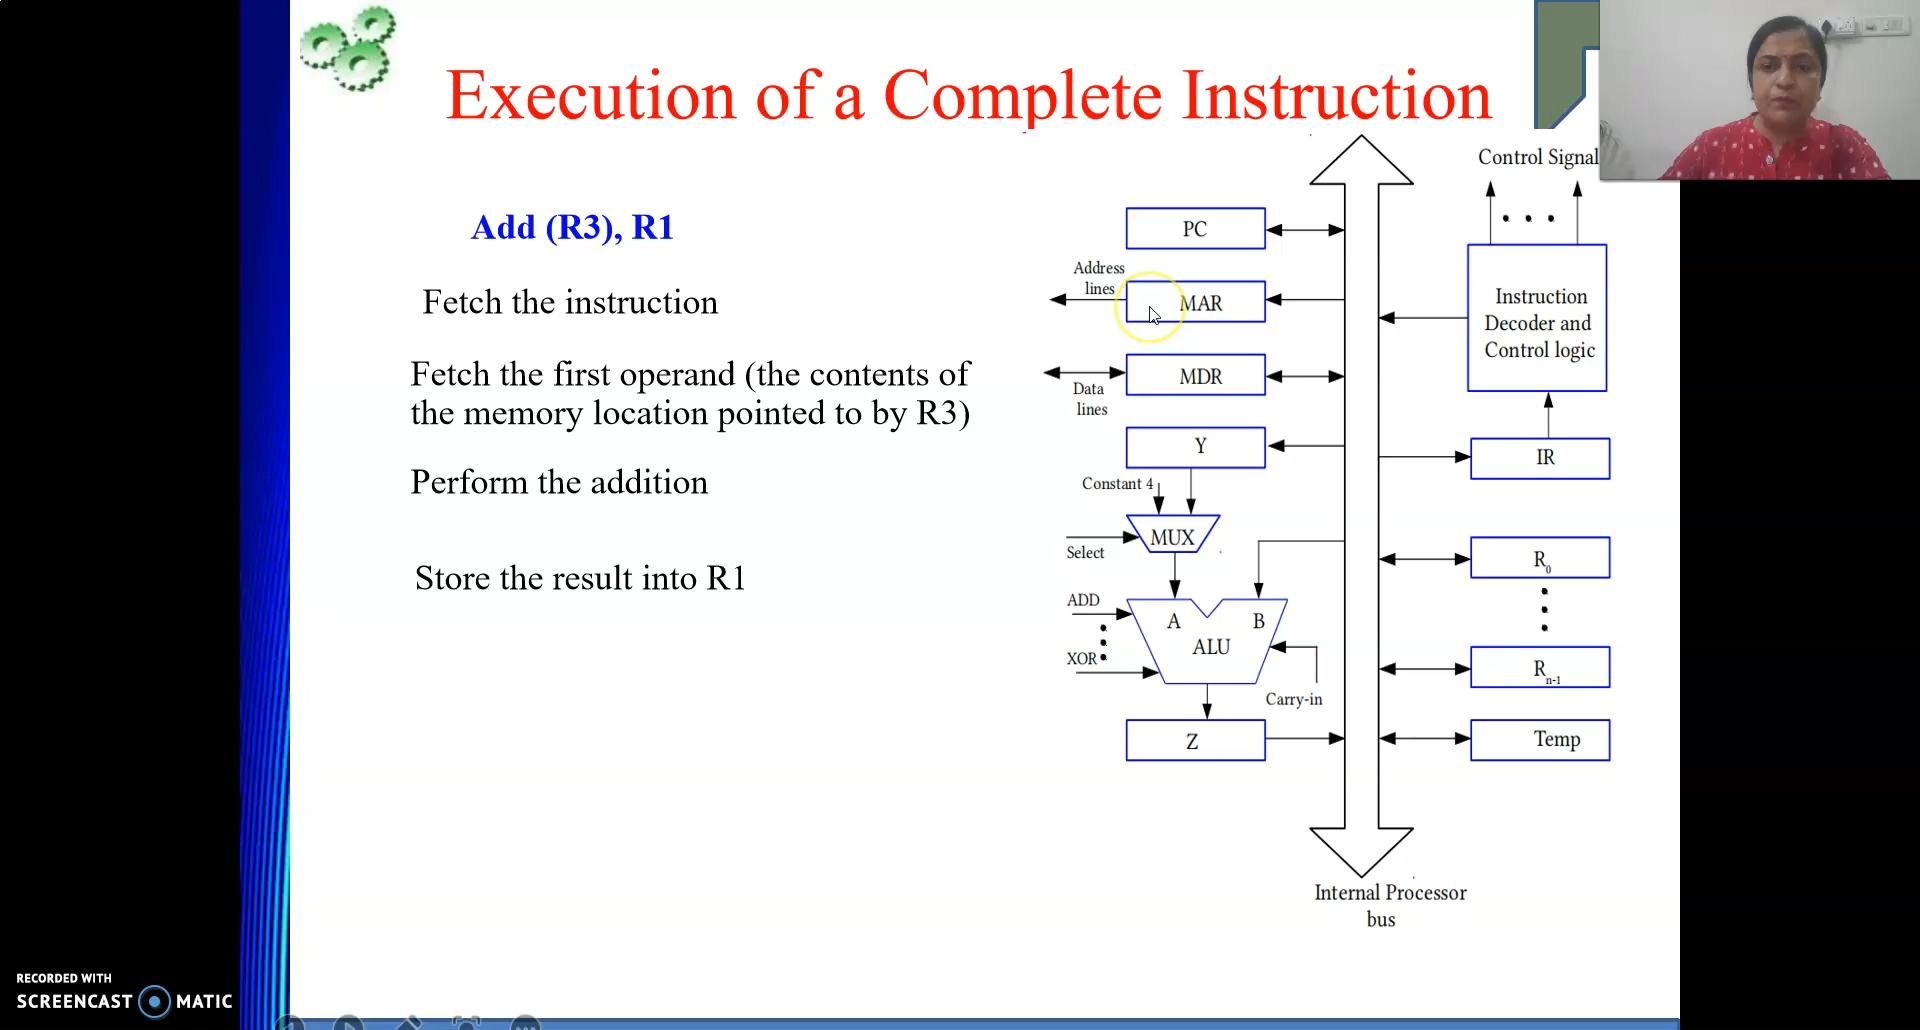 Execution of a Complete Instruction
Add (R3), R1
Fetch the instruction
Fetch the first operand (the contents of
the memory location pointed to by R3)
Perform the addition
Store the result into R1
Control Signal
PC
Address
lines
MAR
Data
lines
MDR
Y
Constant 4
MUX
Select
ADD
XOR
A
B
ALU
Carry-in
Z
Instruction
Decoder and
Control logic
IR
R0
Rn-1
Temp
Internal Processor
bus
RECORDED WITH
SCREENCAST MATIC